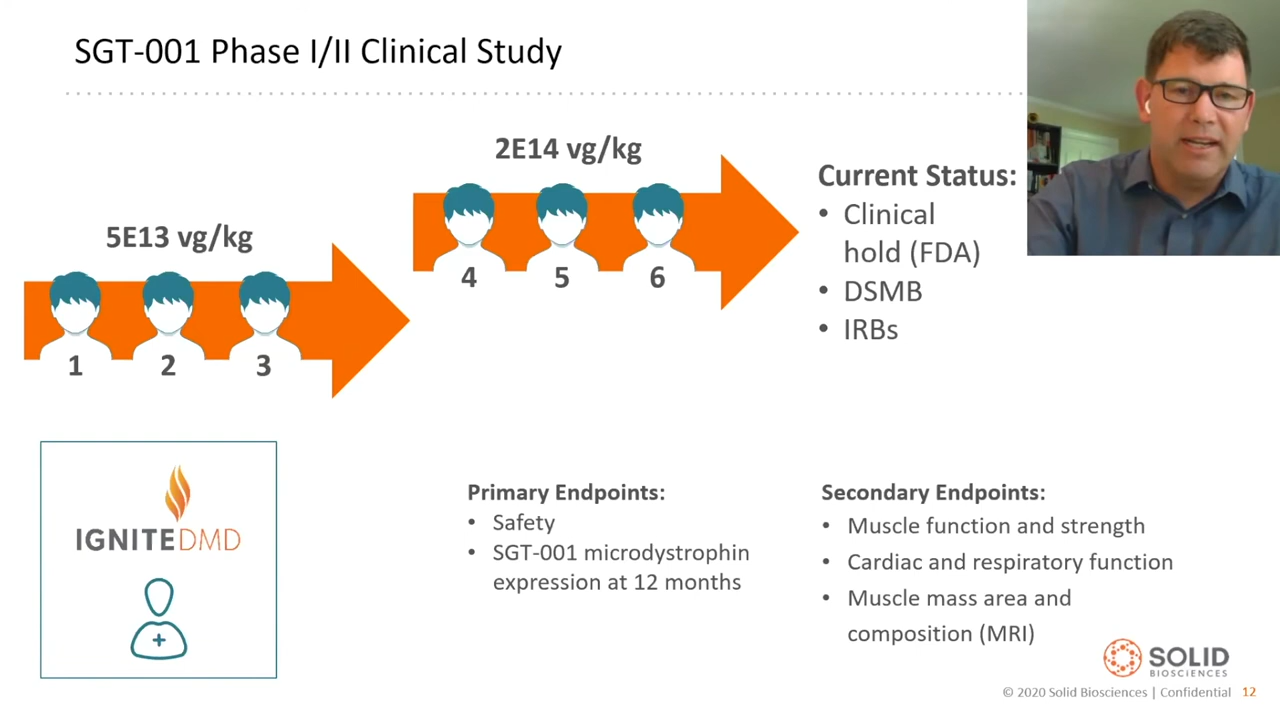 SGT-001 Phase I/II Clinical Study
5E13 vg/kg
1 2 3
2E14 vg/kg
4 5 6
Current Status:
• Clinical
hold (FDA)
• DSMB
• IRBs
IGNITEDMD
Primary Endpoints:
• Safety
• SGT-001 microdystrophin
expression at 12 months
Secondary Endpoints:
• Muscle function and strength
• Cardiac and respiratory function
• Muscle mass area and
composition (MRI)
SOLID
BIOSCIENCES
© 2020 Solid Biosciences | Confidential 12